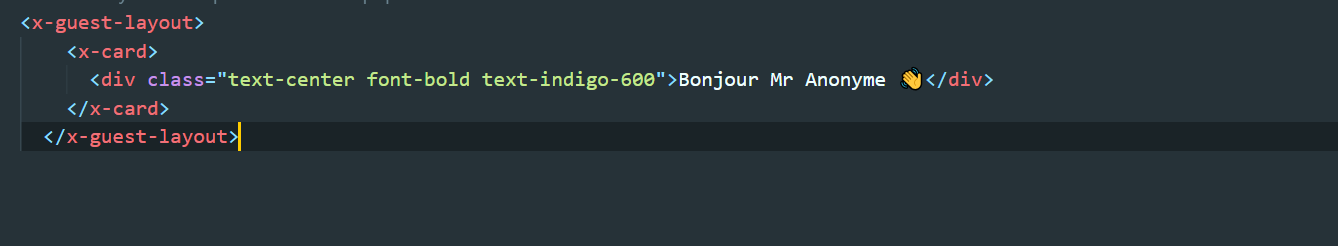 <x-guest-layout>
<x-card>
<div class="text-center font-bold text-indigo-600">Bonjour Mr Anonyme 👋</div>
</x-card>
</x-guest-layout>